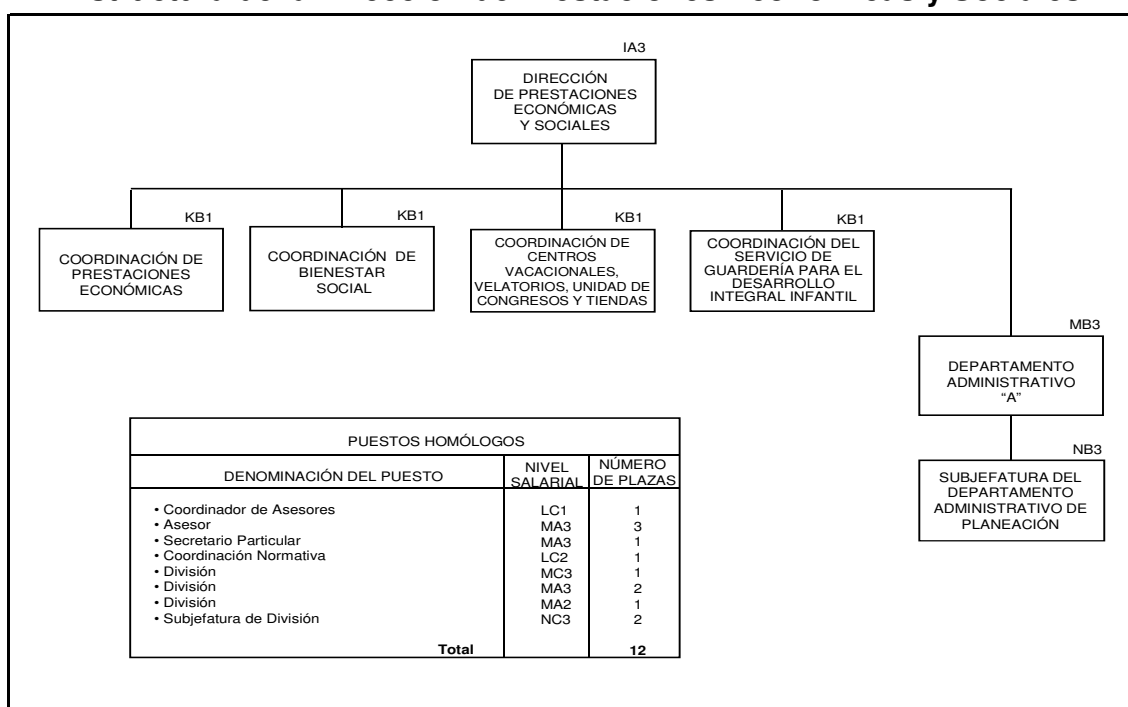 IA3
DIRECCIÓN
DE PRESTACIONES
ECONÓMICAS
Y SOCIALES
KB1
COORDINACIÓN DE
PRESTACIONES
ECONÓMICAS
KB1
COORDINACIÓN DE
BIENESTAR
SOCIAL
KB1
COORDINACIÓN DE
CENTROS
VACACIONALES,
VELATORIOS, UNIDAD DE
CONGRESOS Y TIENDAS
KB1
COORDINACIÓN DEL
SERVICIO DE
GUARDERÍA PARA EL
DESARROLLO
INTEGRAL INFANTIL
MB3
DEPARTAMENTO
ADMINISTRATIVO
“A”
NB3
SUBJEFATURA DEL
DEPARTAMENTO
ADMINISTRATIVO DE
PLANEACIÓN
PUESTOS HOMÓLOGOS
DENOMINACIÓN DEL PUESTO NIVEL SALARIAL NÚMERO DE PLAZAS
• Coordinador de Asesores LC1 1
• Asesor MA3 3
• Secretario Particular MA3 1
• Coordinación Normativa LC2 1
• División MC3 1
• División MA3 2
• División MA2 1
• Subjefatura de División NC3 2
Total 12